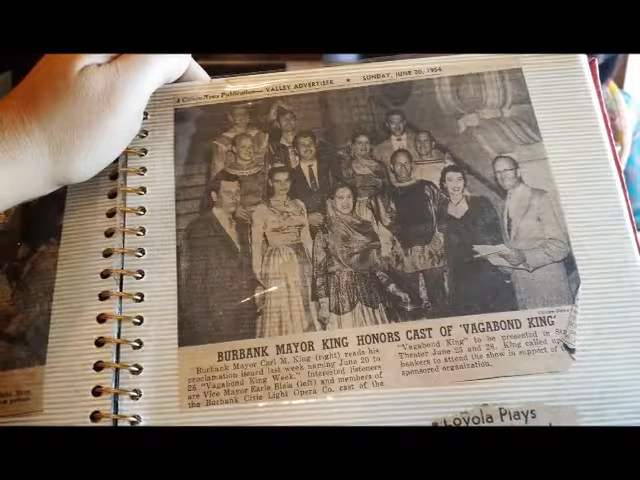 A Citizen-News Publication— VALLEY ADVERTISER ★ SUNDAY, JUNE 20, 1954
BURBANK MAYOR KING HONORS CAST OF 'VAGABOND KING'
Burbank Mayor Carl M. King (right) reads his
proclamation issued last week naming June 20 to
26 "Vagabond King Week." Interested listeners
are Vice Mayor Earle Blais (left) and members of
the Burbank Civic Light Opera Co. cast of the
"Vagabond King" to be presented in
Theater June 25 and 26. King called
bankers to attend the show in support of
sponsored organization.
Loyola Plays